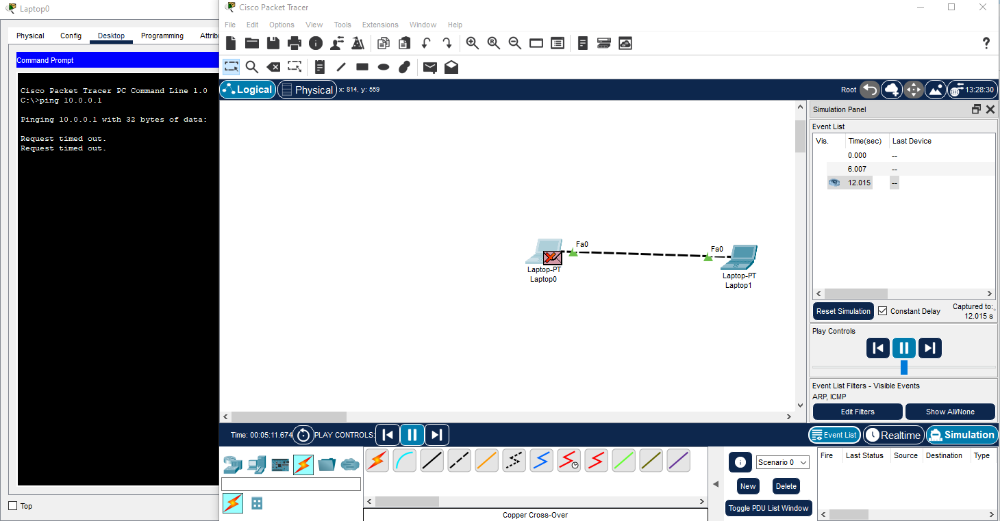 Laptop0
Physical Config Desktop Programming Attrib
Command Prompt
Cisco Packet Tracer PC Command Line 1.0
C:\>ping 10.0.0.1
Pinging 10.0.0.1 with 32 bytes of data:
Request timed out.
Request timed out.
Top
Cisco Packet Tracer
File Edit Options View Tools Extensions Window Help
Logical Physical x: 814, y: 559 Root 13:28:30
Fa0
Laptop-PT
Laptop0
Fa0
Laptop-PT
Laptop1
Simulation Panel
Event List
Vis. Time(sec) Last Device
0.000 --
6.007 --
12.015 --
Reset Simulation Constant Delay Captured to:
12.015 s
Play Controls
Event List Filters - Visible Events
ARP, ICMP
Edit Filters Show All/None
Time: 00:05:11.674 PLAY CONTROLS: Event List Realtime Simulation
Copper Cross-Over
Scenario 0
New Delete
Toggle PDU List Window
Fire Last Status Source Destination Type